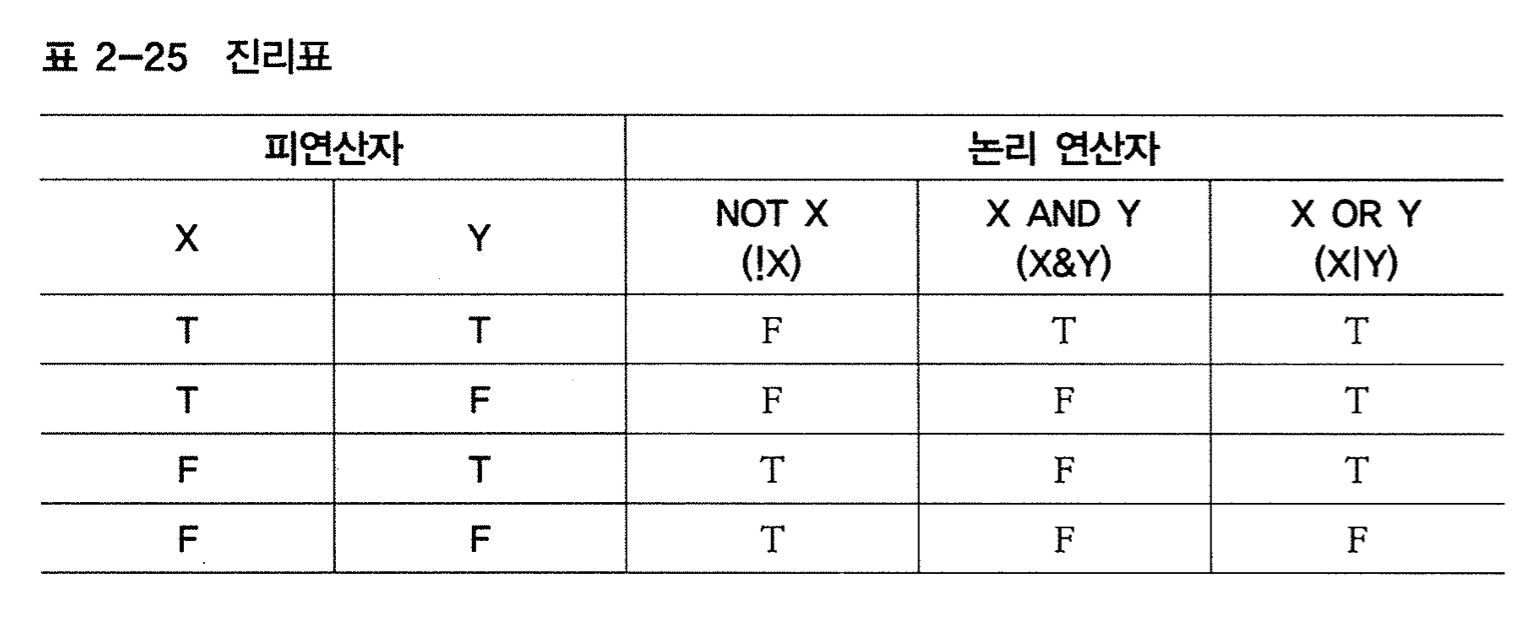 표 2-25 진리표
피연산자 논리 연산자
X Y NOT X (!X) X AND Y (X&Y) X OR Y (X|Y)
T T F T T
T F F F T
F T T F T
F F T F F